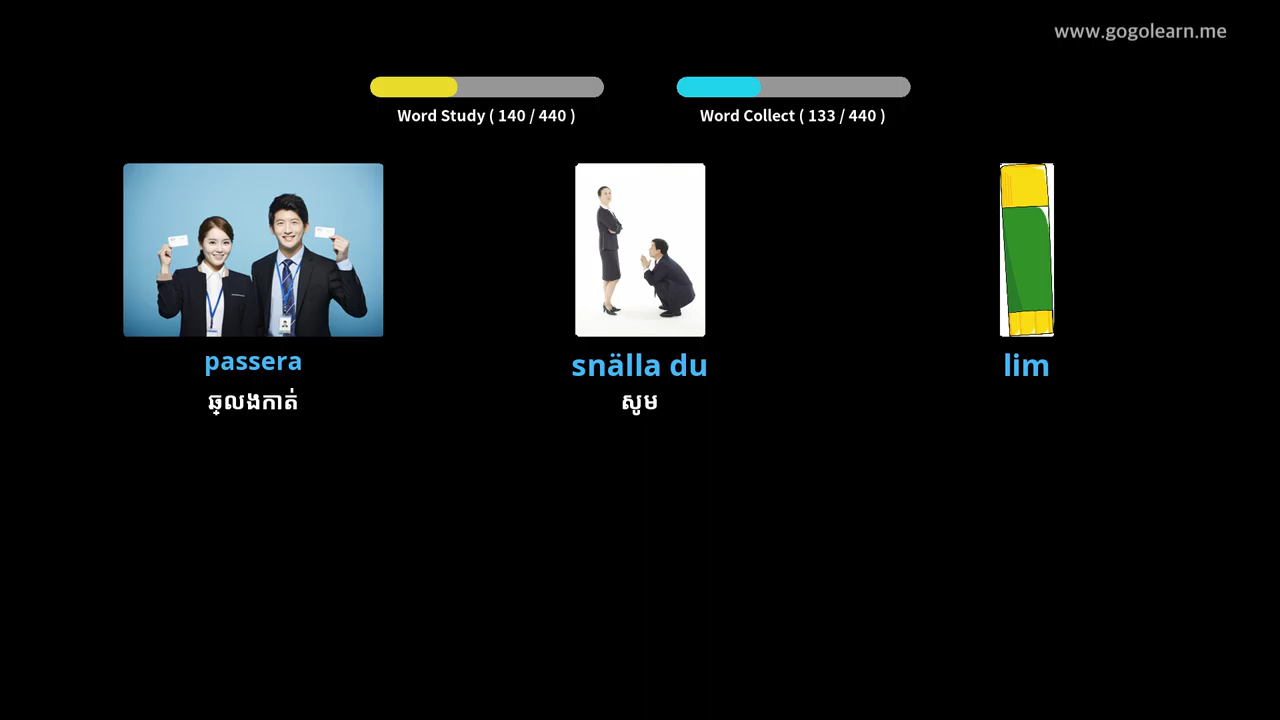 www.gogolearn.me
Word Study ( 140 / 440 )
Word Collect ( 133 / 440 )
passera
snälla du
lim
ឆ្លងកាត់
សូម